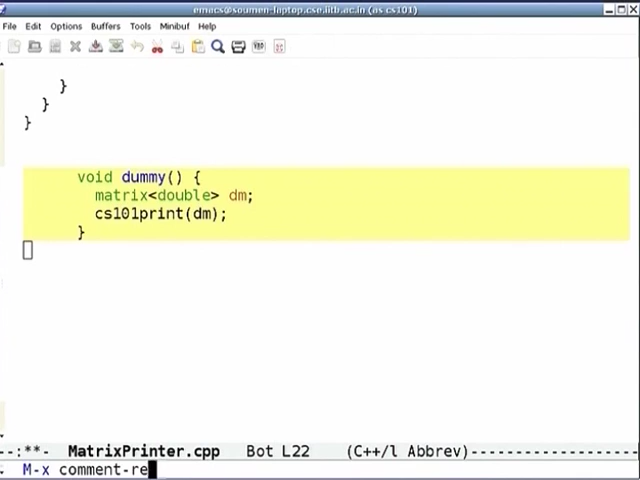 emacs@soumen-laptop.cse.iitb.ac.in (as cs101)
File Edit Options Buffers Tools Minibuf Help
}
}
}
void dummy() {
matrix<double> dm;
cs101print(dm);
}
--:**- MatrixPrinter.cpp Bot L22 (C++/l Abbrev)------------------
M-x comment-re